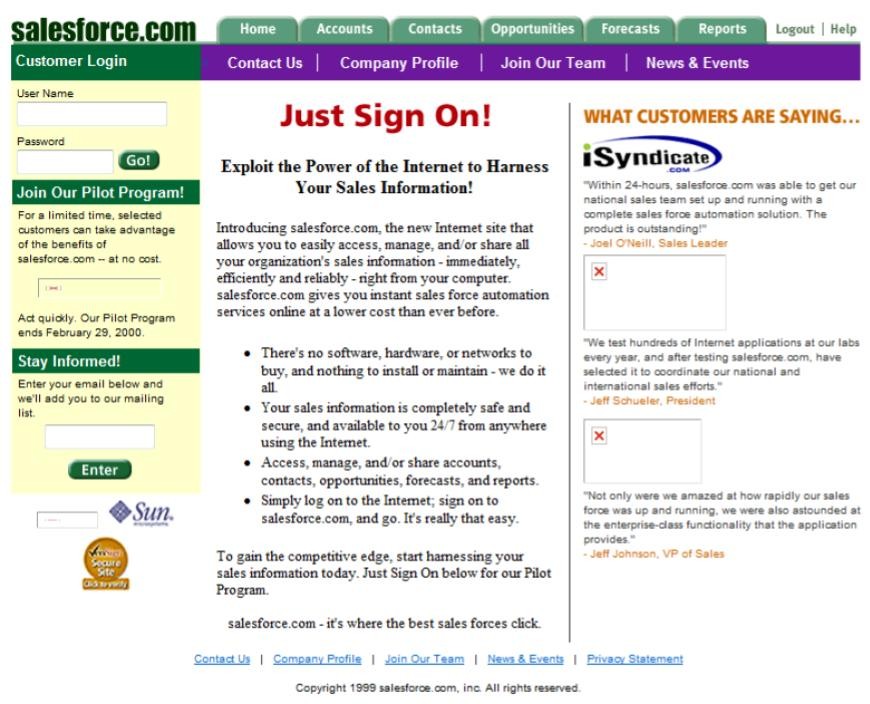 salesforce.com
Home Accounts Contacts Opportunities Forecasts Reports Logout | Help
Customer Login
Contact Us | Company Profile | Join Our Team | News & Events
User Name
Password
Go!
Join Our Pilot Program!
For a limited time, selected
customers can take advantage
of the benefits of
salesforce.com -- at no cost.
Act quickly. Our Pilot Program
ends February 29, 2000.
Stay Informed!
Enter your email below and
we'll add you to our mailing
list.
Enter
Sun
microsystems
VeriSign
Secure
Site
Click to verify
Just Sign On!
Exploit the Power of the Internet to Harness
Your Sales Information!
Introducing salesforce.com, the new Internet site that
allows you to easily access, manage, and/or share all
your organization's sales information - immediately,
efficiently and reliably - right from your computer.
salesforce.com gives you instant sales force automation
services online at a lower cost than ever before.
• There's no software, hardware, or networks to
buy, and nothing to install or maintain - we do it
all.
• Your sales information is completely safe and
secure, and available to you 24/7 from anywhere
using the Internet.
• Access, manage, and/or share accounts,
contacts, opportunities, forecasts, and reports.
• Simply log on to the Internet; sign on to
salesforce.com, and go. It's really that easy.
To gain the competitive edge, start harnessing your
sales information today. Just Sign On below for our Pilot
Program.
salesforce.com - it's where the best sales forces click.
WHAT CUSTOMERS ARE SAYING...
iSyndicate
.COM
"Within 24-hours, salesforce.com was able to get our
national sales team set up and running with a
complete sales force automation solution. The
product is outstanding!"
- Joel O'Neill, Sales Leader
"We test hundreds of Internet applications at our labs
every year, and after testing salesforce.com, have
selected it to coordinate our national and
international sales efforts."
- Jeff Schueler, President
"Not only were we amazed at how rapidly our sales
force was up and running, we were also astounded at
the enterprise-class functionality that the application
provides."
- Jeff Johnson, VP of Sales
Contact Us | Company Profile | Join Our Team | News & Events | Privacy Statement
Copyright 1999 salesforce.com, inc. All rights reserved.